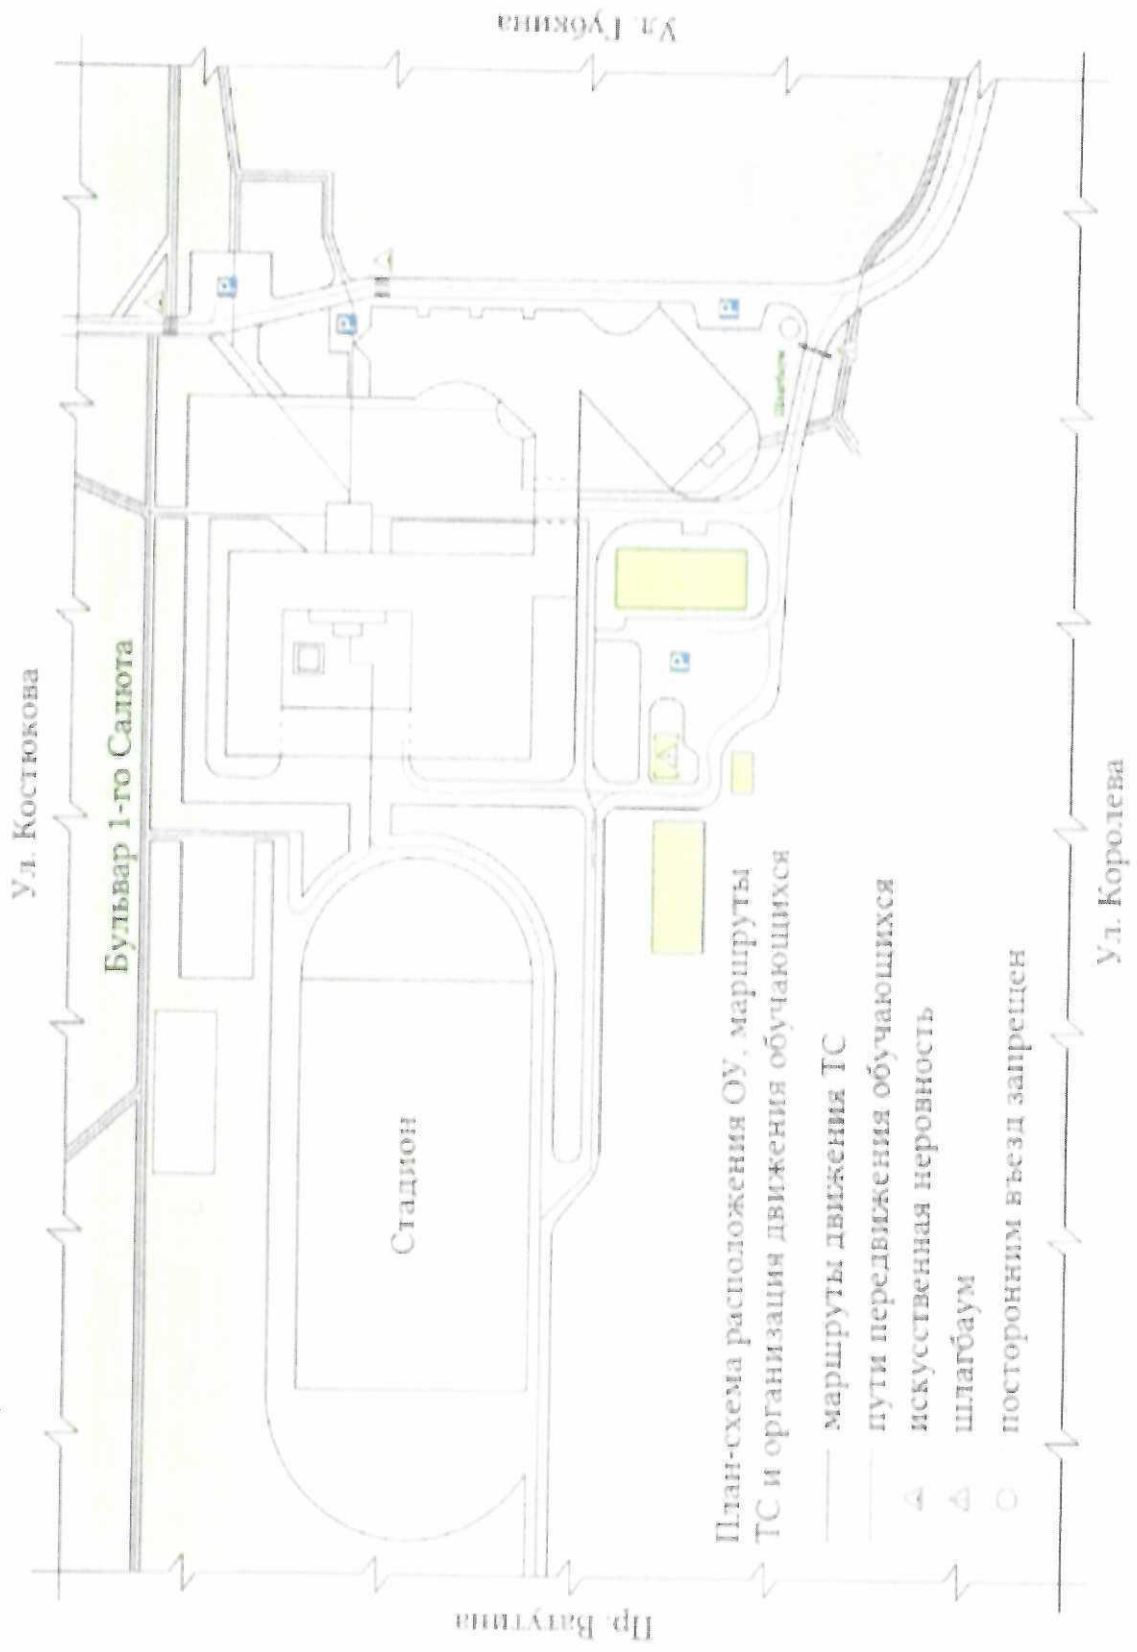 Ул. Костюкова
Бульвар 1-го Салюта
Ул. Губкина
Пр. Ватутина
Стадион
P
P
P
P
План-схема расположения ОУ, маршруты
ТС и организация движения обучающихся
маршруты движения ТС
пути передвижения обучающихся
искусственная неровность
шлагбаум
посторонним въезд запрещен
Ул. Королева